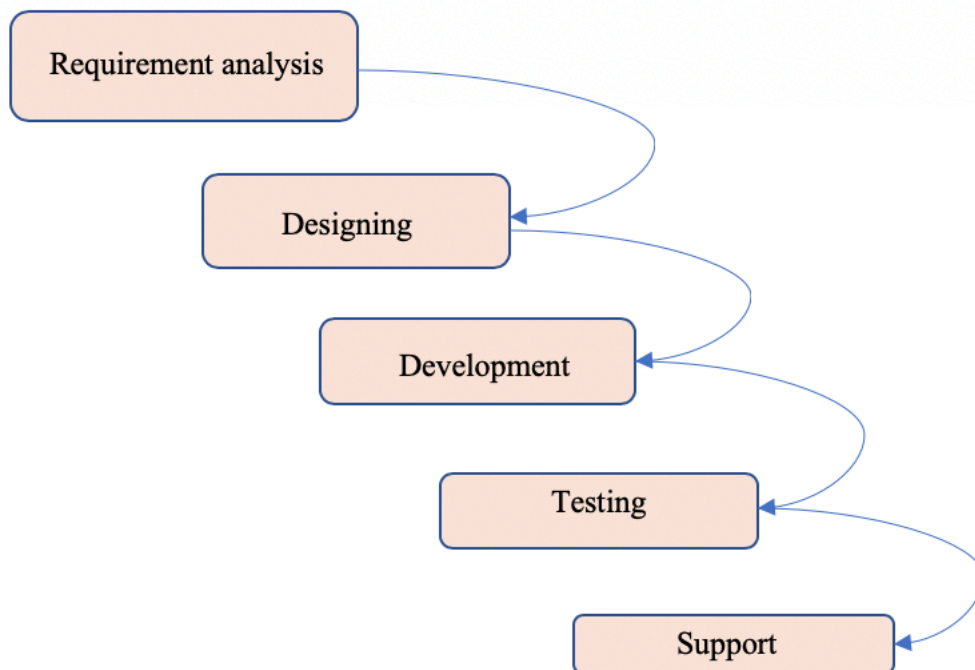 Requirement analysis
Designing
Development
Testing
Support